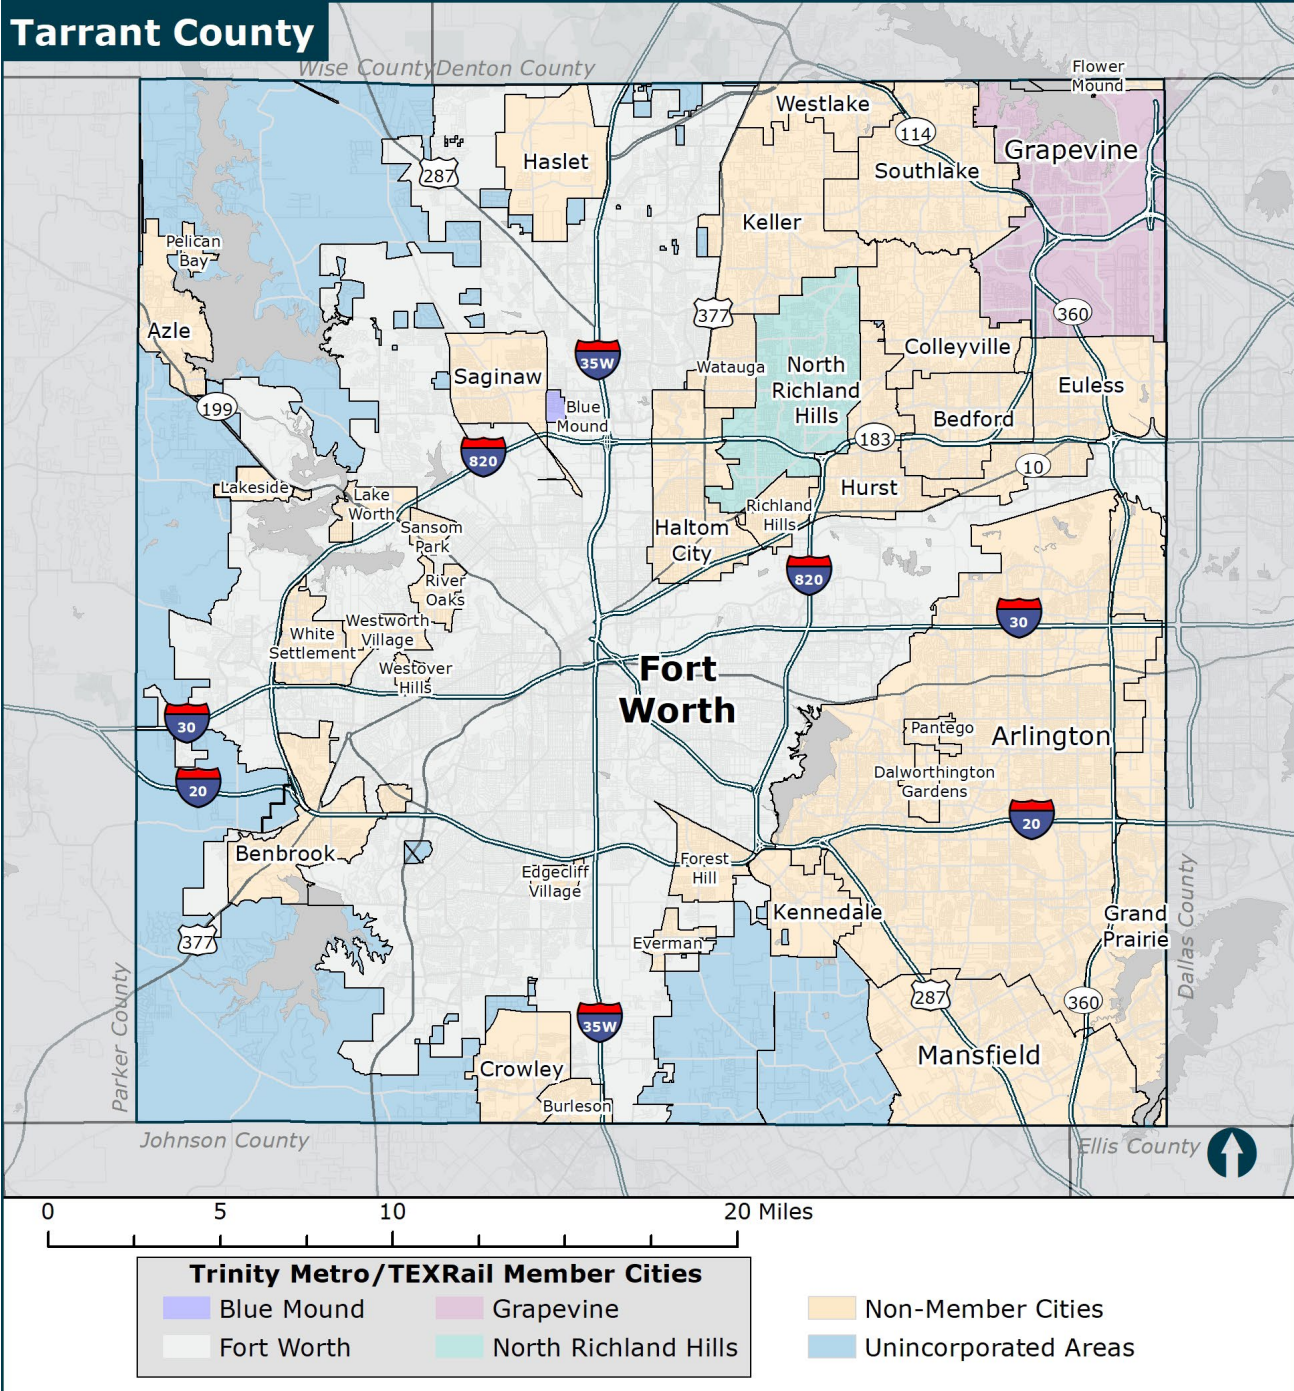 Tarrant County
Wise County
Denton County
Flower
Mound
Westlake
114
Grapevine
Haslet
287
Southlake
Keller
Pelican
Bay
377
360
Azle
35W
Colleyville
Watauga
North
Richland
Hills
Saginaw
Euless
199
Blue
Mound
Bedford
183
820
10
Lakeside
Lake
Worth
Hurst
Richland
Hills
Sansom
Park
Haltom
City
820
River
Oaks
30
Westworth
Village
White
Settlement
Westover
Hills
Fort
Worth
30
Pantego
Arlington
Dalworthington
Gardens
20
20
Benbrook
Forest
Hill
Edgecliff
Village
Kennedale
Grand
Prairie
Dallas County
377
Everman
Parker County
287
360
35W
Mansfield
Crowley
Burleson
Johnson County
Ellis County
0 5 10 20 Miles
Trinity Metro/TEXRail Member Cities
Blue Mound
Grapevine
Non-Member Cities
Fort Worth
North Richland Hills
Unincorporated Areas